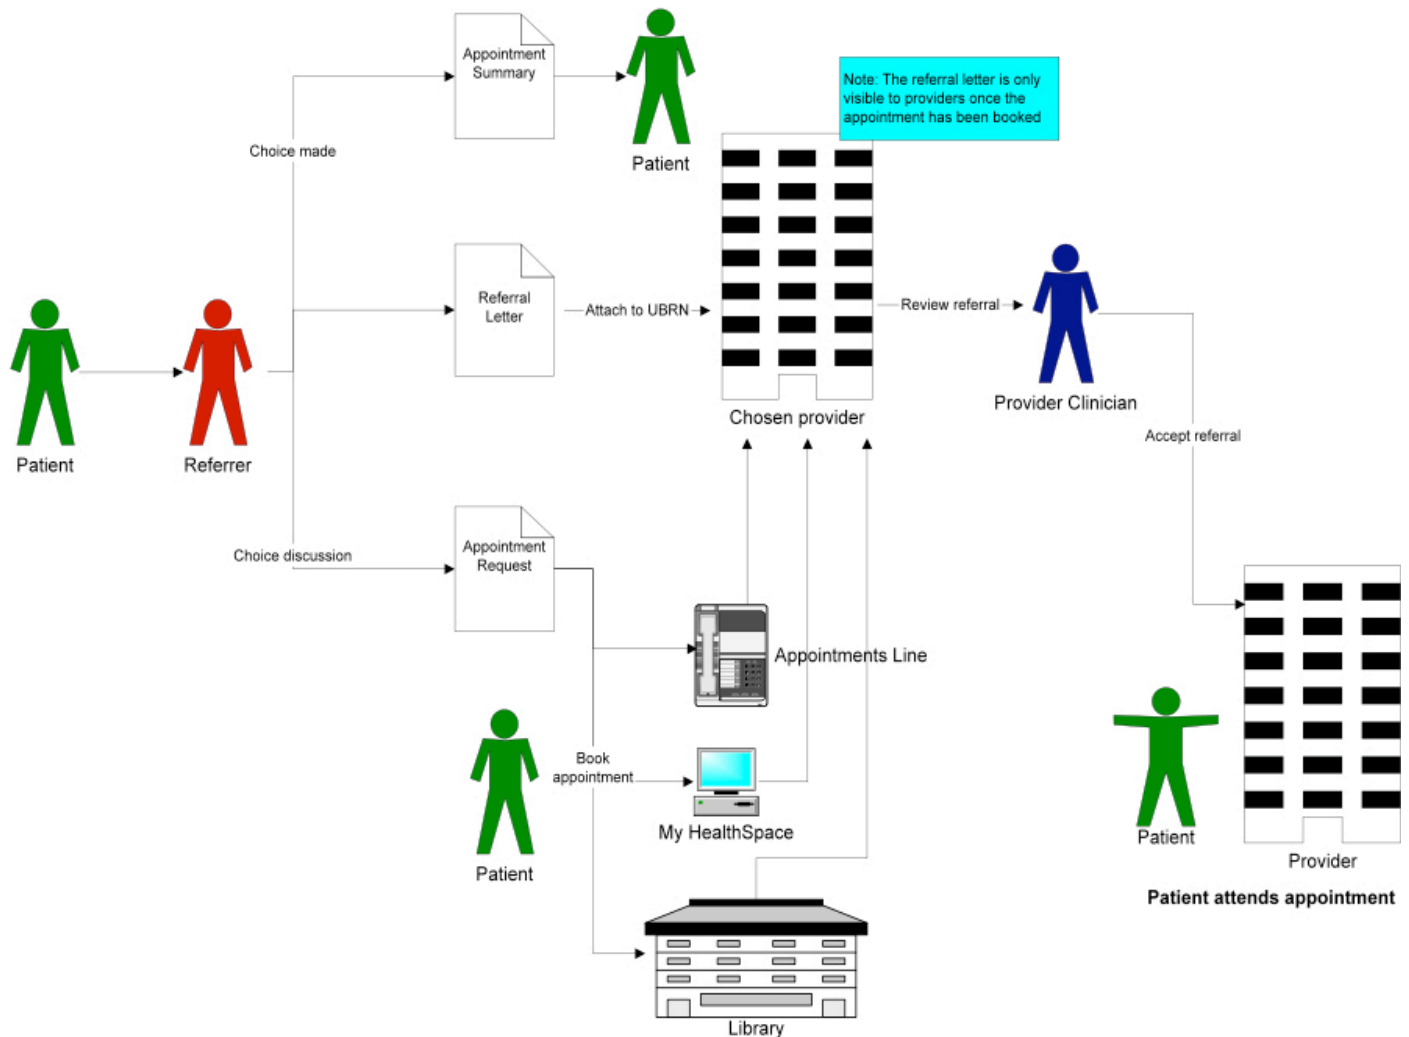 Appointment
Summary
Patient
Note: The referral letter is only
visible to providers once the
appointment has been booked
Choice made
Referral
Letter
Attach to UBRN
Review referral
Chosen provider
Provider Clinician
Accept referral
Patient
Referrer
Choice discussion
Appointment
Request
Appointments Line
Book
appointment
My HealthSpace
Patient
Patient
Provider
Patient attends appointment
Library